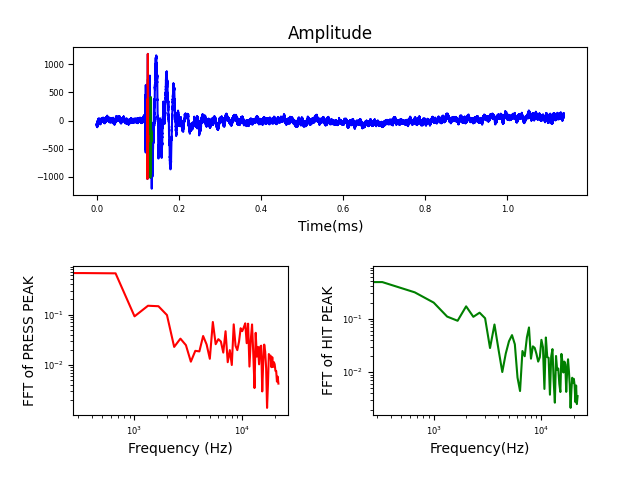 Amplitude
1000
500
0
−500
−1000
0.0 0.2 0.4 0.6 0.8 1.0
Time(ms)
FFT of PRESS PEAK
10⁻¹
10⁻²
10³ 10⁴
Frequency (Hz)
FFT of HIT PEAK
10⁻¹
10⁻²
10³ 10⁴
Frequency(Hz)